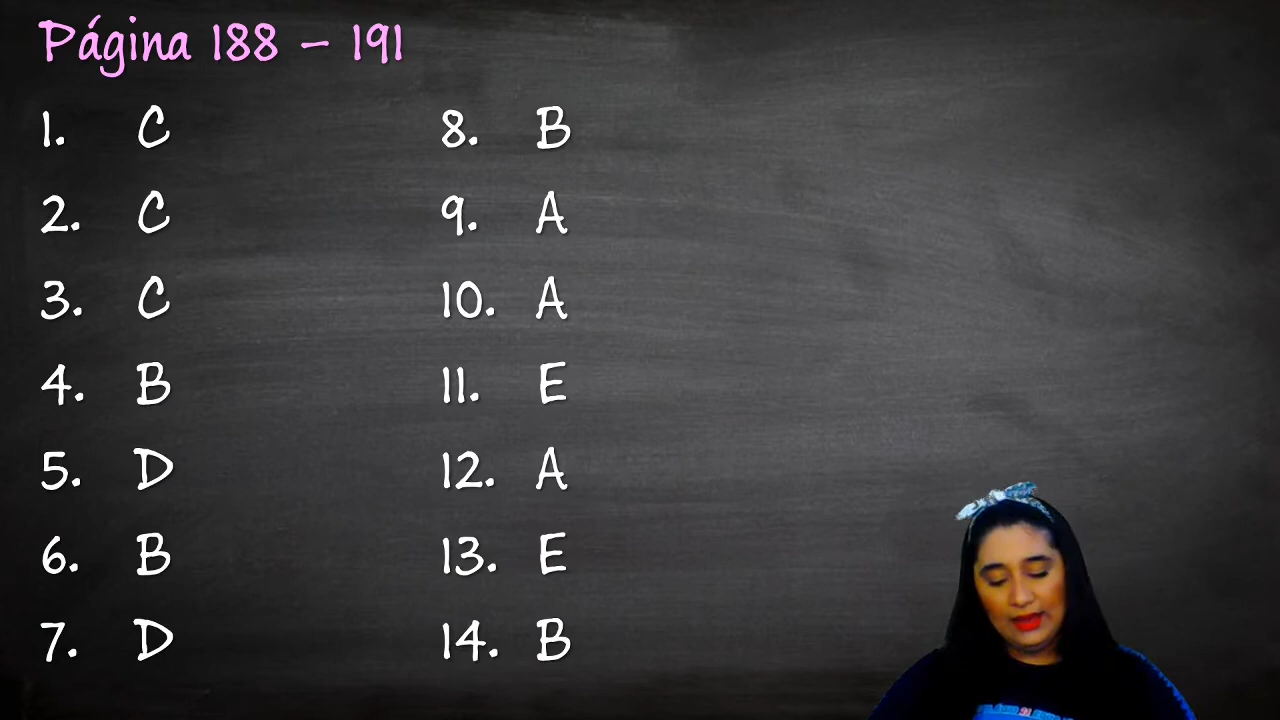 Página 188 – 191
1. C
2. C
3. C
4. B
5. D
6. B
7. D
8. B
9. A
10. A
11. E
12. A
13. E
14. B